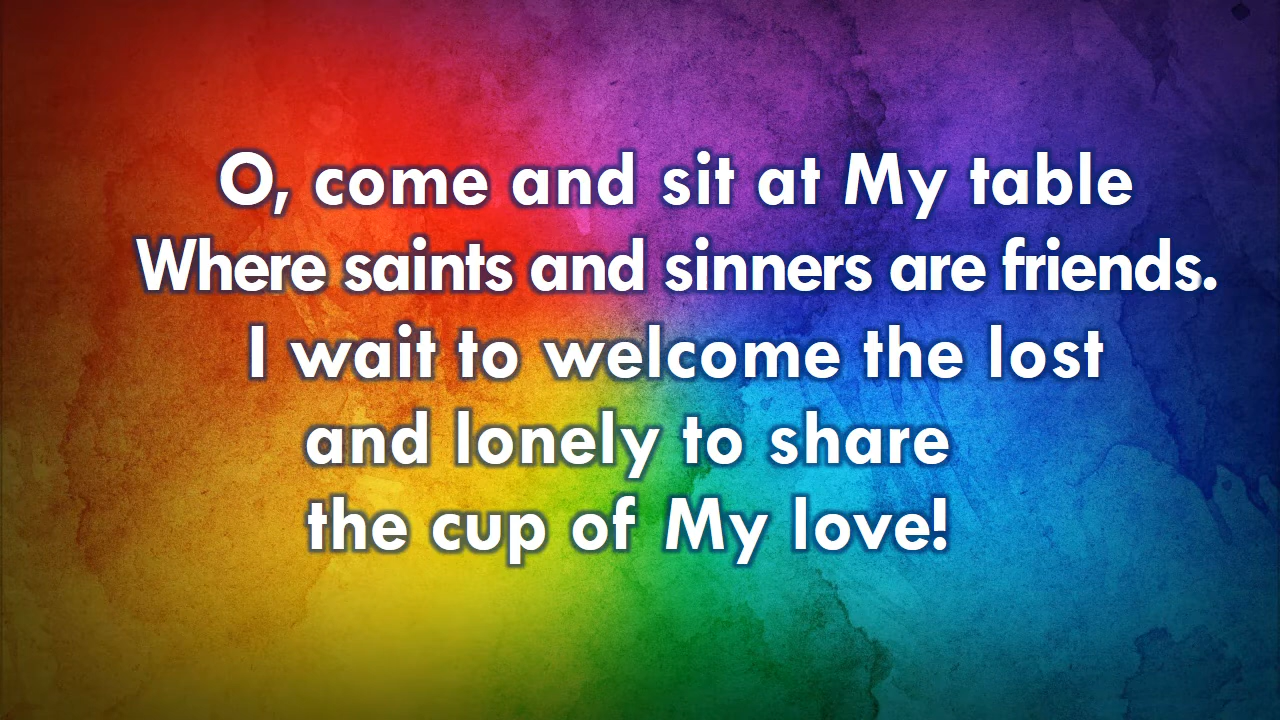 O, come and sit at My table
Where saints and sinners are friends.
I wait to welcome the lost
and lonely to share
the cup of My love!